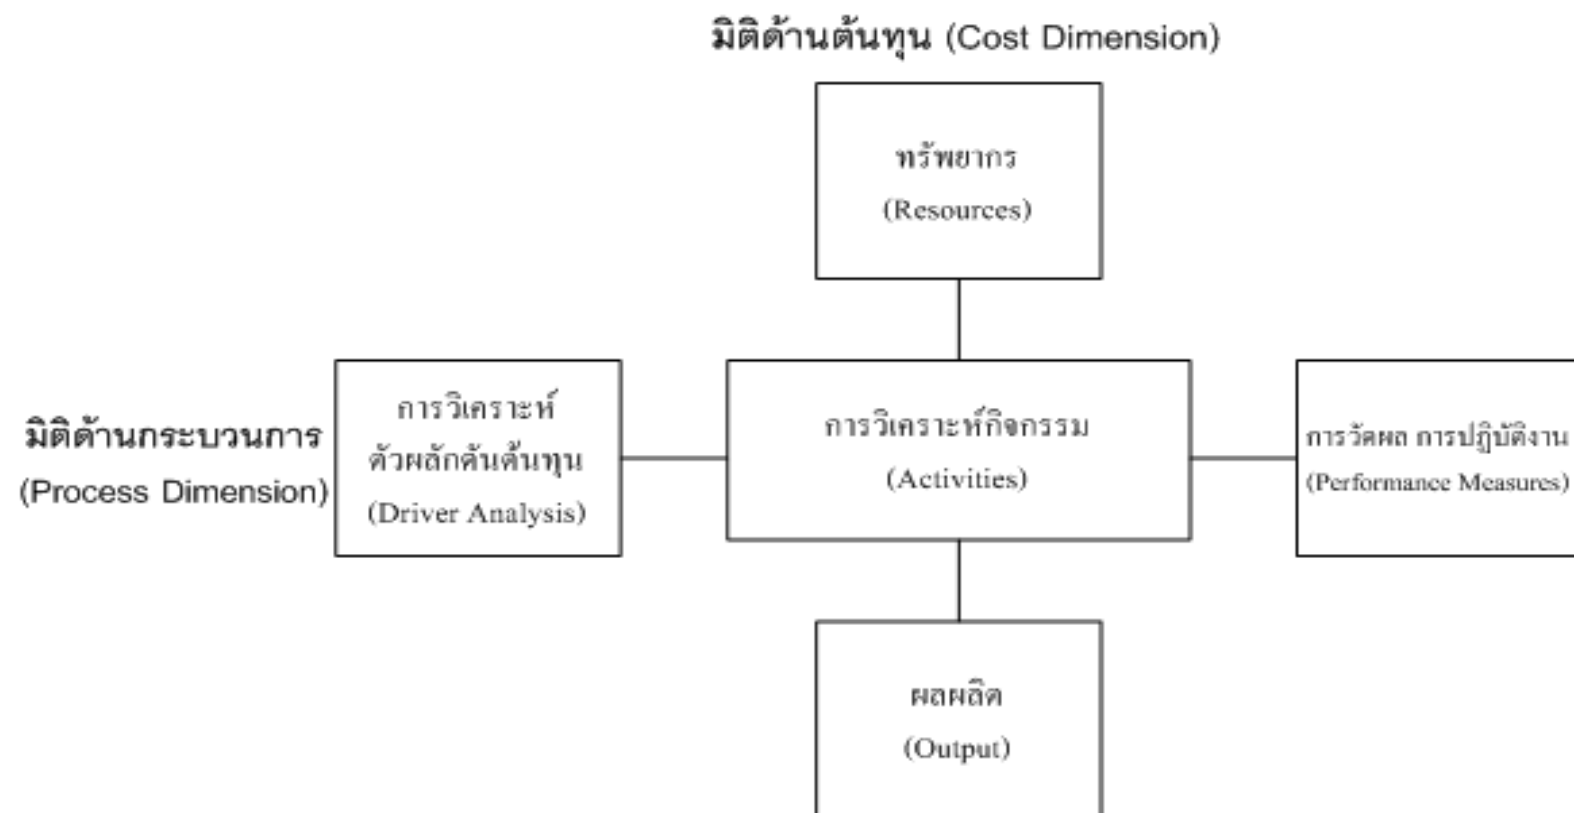 มิติด้านต้นทุน (Cost Dimension)
ทรัพยากร
(Resources)
มิติด้านกระบวนการ
(Process Dimension)
การวิเคราะห์
ตัวผลักดันต้นทุน
(Driver Analysis)
การวิเคราะห์กิจกรรม
(Activities)
การวัดผล การปฏิบัติงาน
(Performance Measures)
ผลผลิต
(Output)